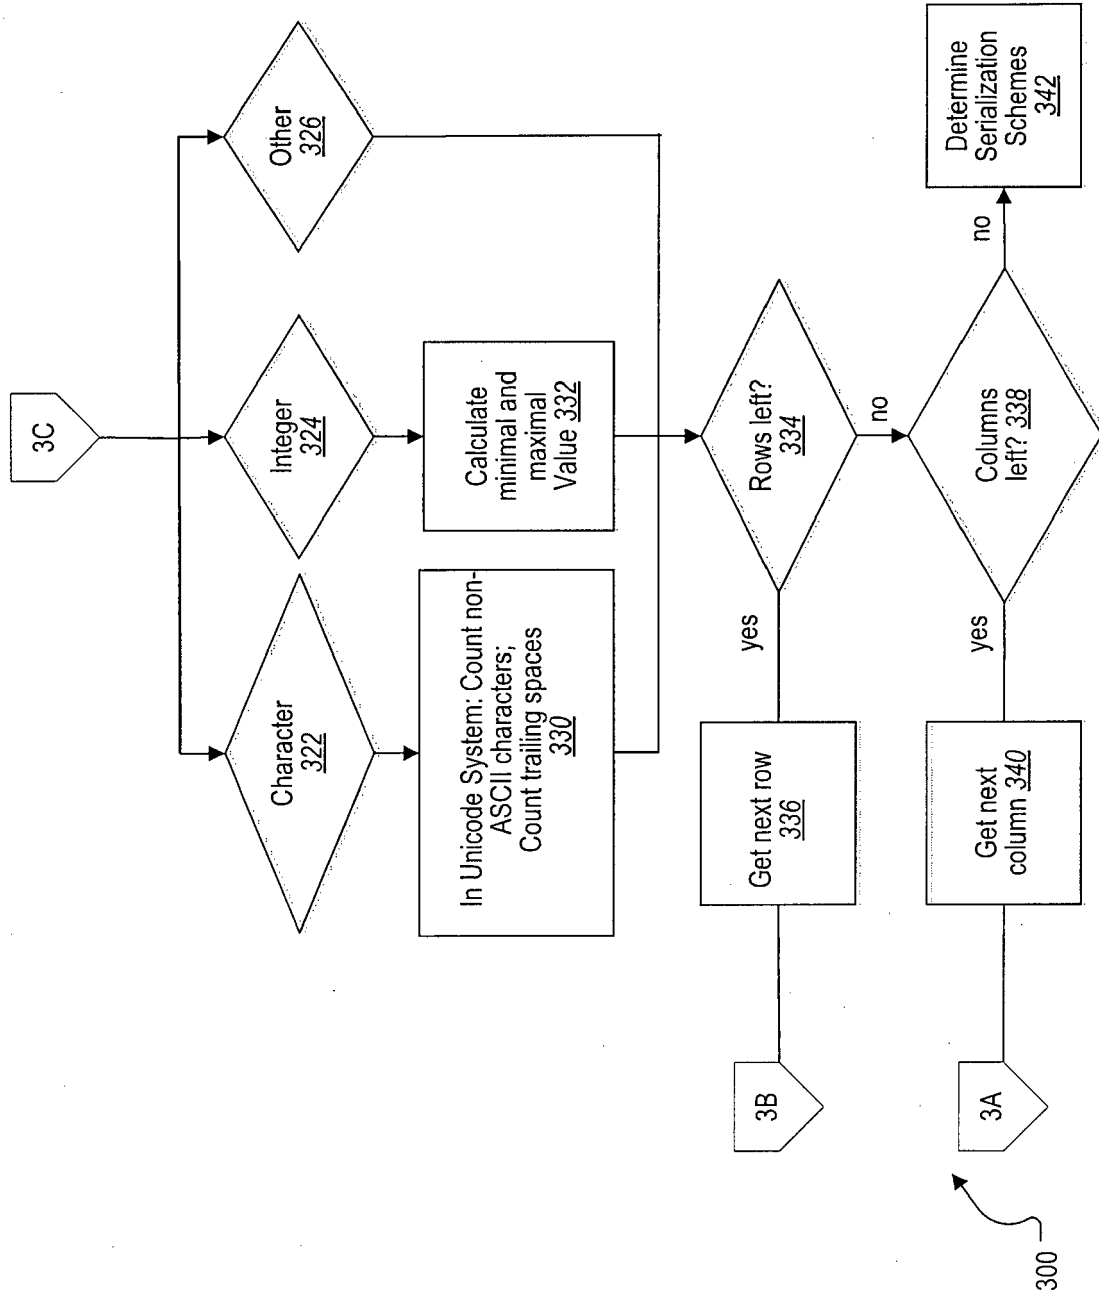 3C
Character
322
Integer
324
Other
326
In Unicode System: Count non-
ASCII characters;
Count trailing spaces
330
Calculate
minimal and
maximal
Value 332
Rows left?
334
yes
no
Get next row
336
3B
Columns
left? 338
yes
no
Get next
column 340
3A
Determine
Serialization
Schemes
342
300